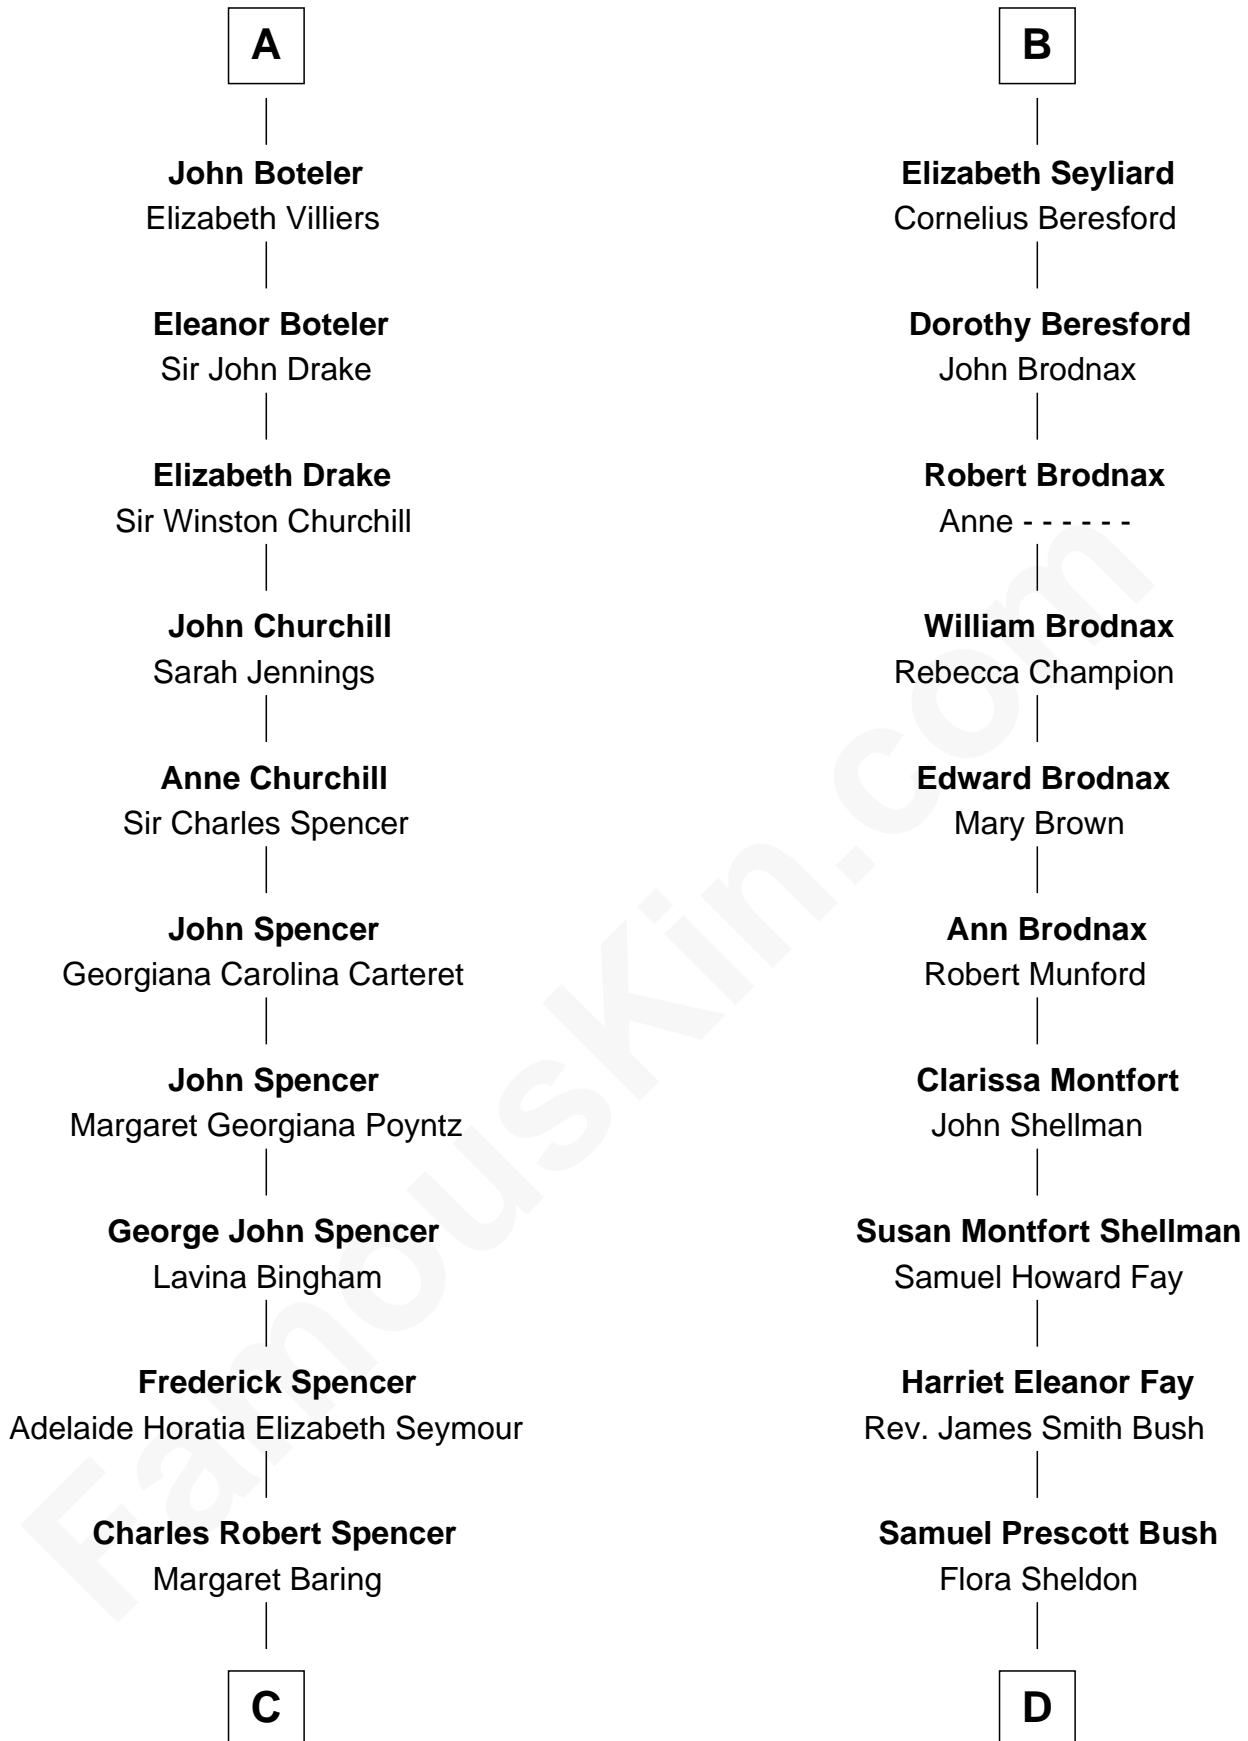 A
John Boteler
Elizabeth Villiers
Eleanor Boteler
Sir John Drake
Elizabeth Drake
Sir Winston Churchill
John Churchill
Sarah Jennings
Anne Churchill
Sir Charles Spencer
John Spencer
Georgiana Carolina Carteret
John Spencer
Margaret Georgiana Poyntz
George John Spencer
Lavina Bingham
Frederick Spencer
Adelaide Horatia Elizabeth Seymour
Charles Robert Spencer
Margaret Baring
C
B
Elizabeth Seyliard
Cornelius Beresford
Dorothy Beresford
John Brodnax
Robert Brodnax
Anne - - - - - -
William Brodnax
Rebecca Champion
Edward Brodnax
Mary Brown
Ann Brodnax
Robert Munford
Clarissa Montfort
John Shellman
Susan Montfort Shellman
Samuel Howard Fay
Harriet Eleanor Fay
Rev. James Smith Bush
Samuel Prescott Bush
Flora Sheldon
D
FamousKin.com